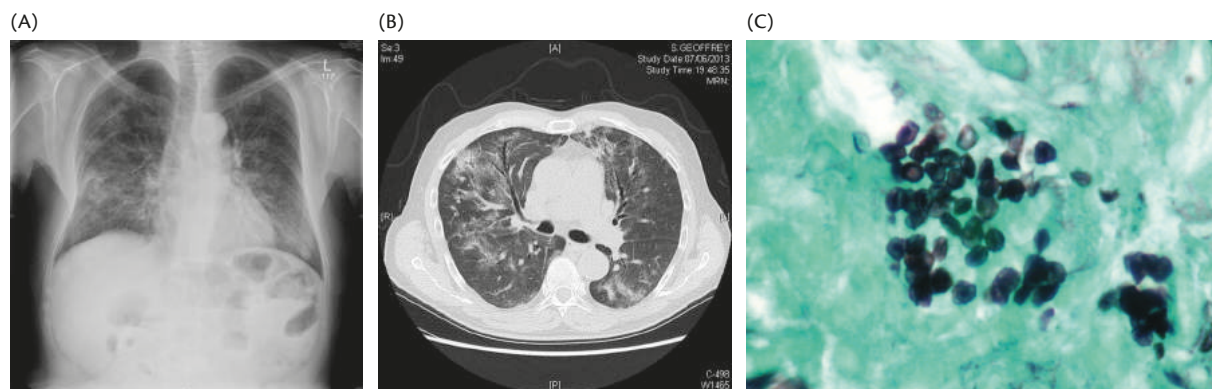 (A)
(B)
(C)
L
[A]
Se:3
Im:49
S.GEOFFREY
Study Date:07/06/2013
Study Time:19:48:35
MRN:
[R]
[P]
C-498
W1465